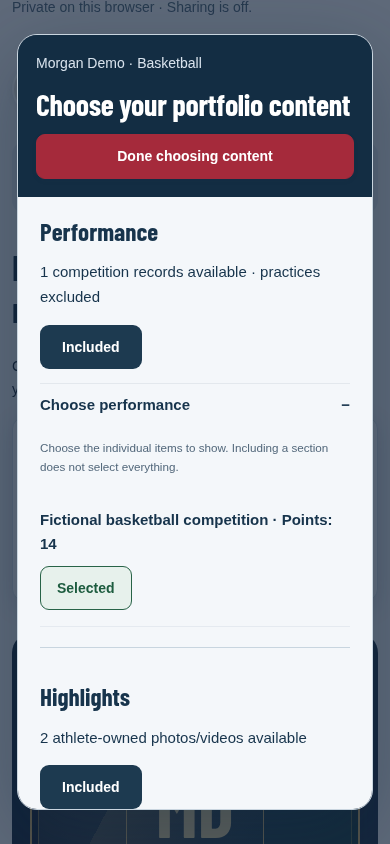 Private on this browser · Sharing is off.
Morgan Demo · Basketball
Choose your portfolio content
Done choosing content
Performance
1 competition records available · practices
excluded
Included
Choose performance –
Choose the individual items to show. Including a section
does not select everything.
Fictional basketball competition · Points:
14
Selected
Highlights
2 athlete-owned photos/videos available
Included
MD